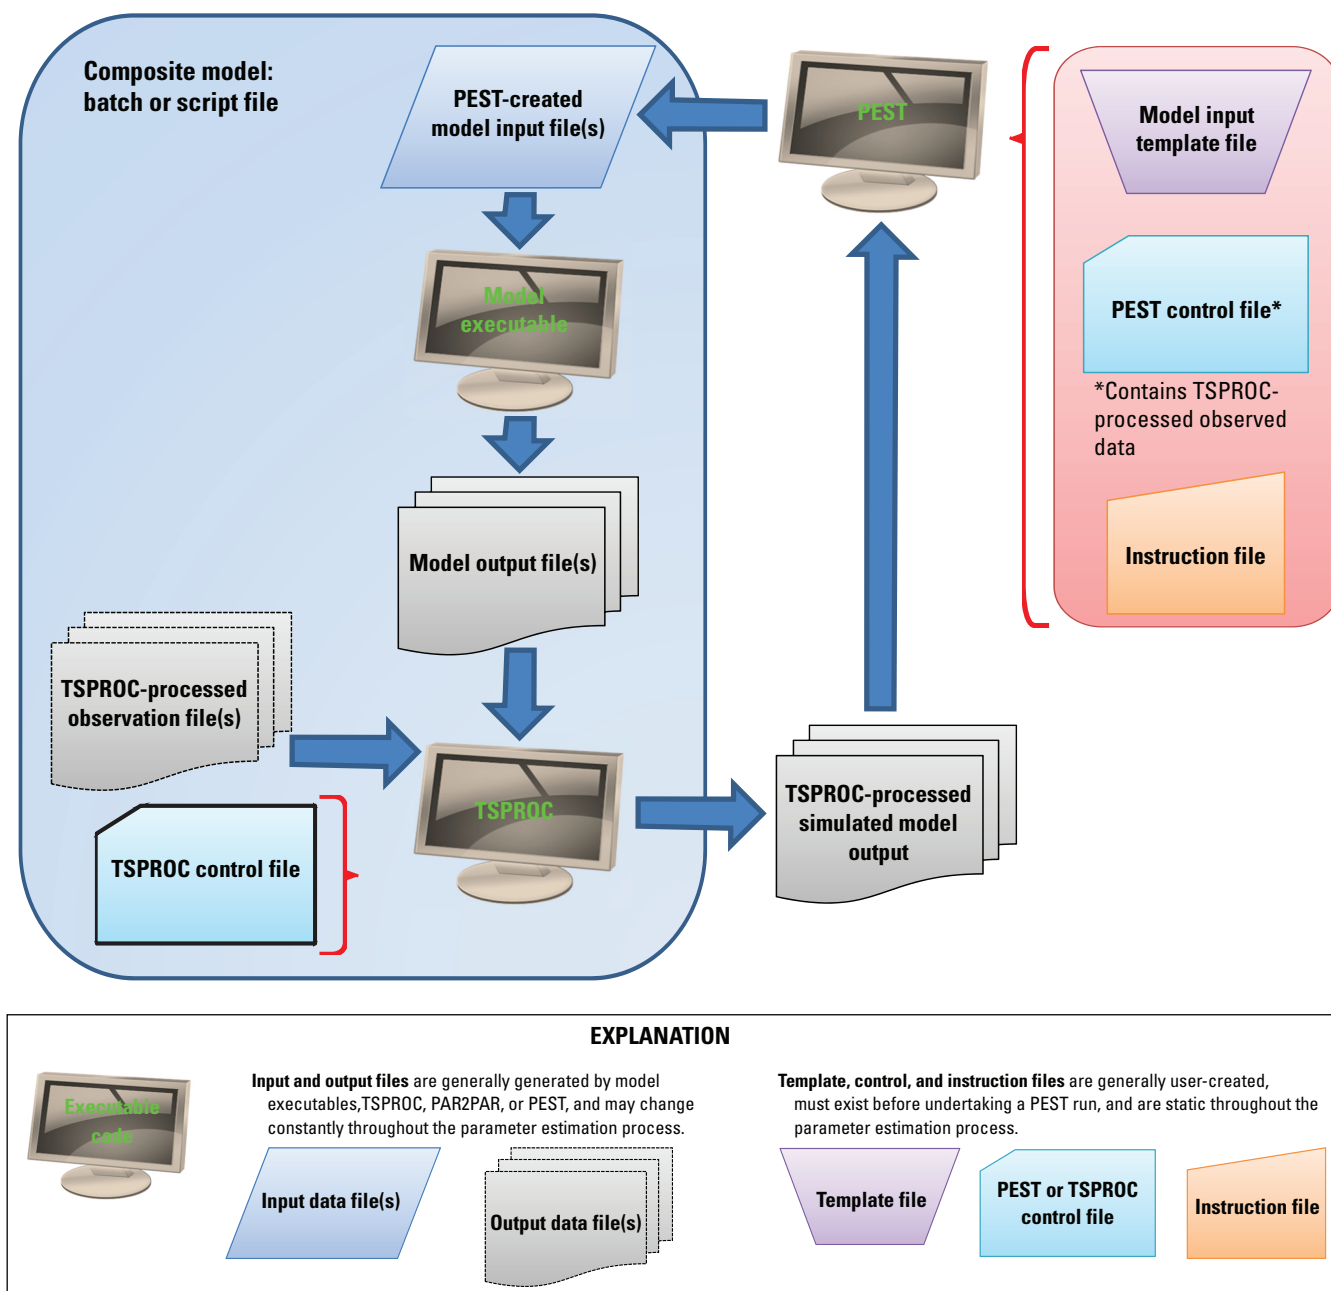 Composite model:
batch or script file
PEST-created
model input file(s)
PEST
Model input
template file
Model
executable
PEST control file*
*Contains TSPROC-
processed observed
data
Model output file(s)
Instruction file
TSPROC-processed
observation file(s)
TSPROC
TSPROC-processed
simulated model
output
TSPROC control file
EXPLANATION
Executable
code
Input and output files are generally generated by model
executables,TSPROC, PAR2PAR, or PEST, and may change
constantly throughout the parameter estimation process.
Input data file(s)
Output data file(s)
Template, control, and instruction files are generally user-created,
must exist before undertaking a PEST run, and are static throughout the
parameter estimation process.
Template file
PEST or TSPROC
control file
Instruction file